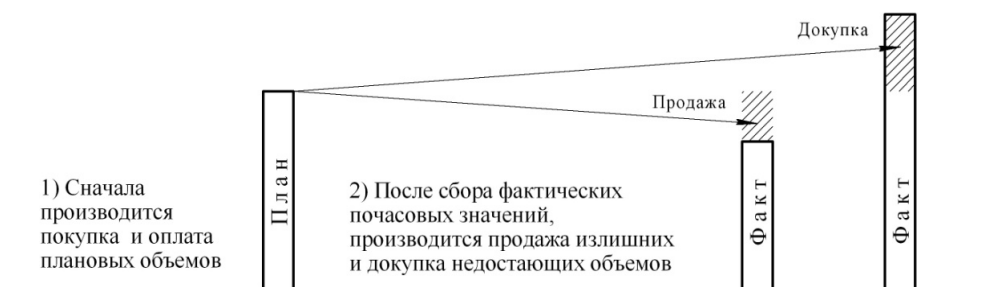 Докупка
Продажа
1) Сначала
производится
покупка и оплата
плановых объемов
План
2) После сбора фактических
почасовых значений,
производится продажа излишних
и докупка недостающих объемов
Факт
Факт